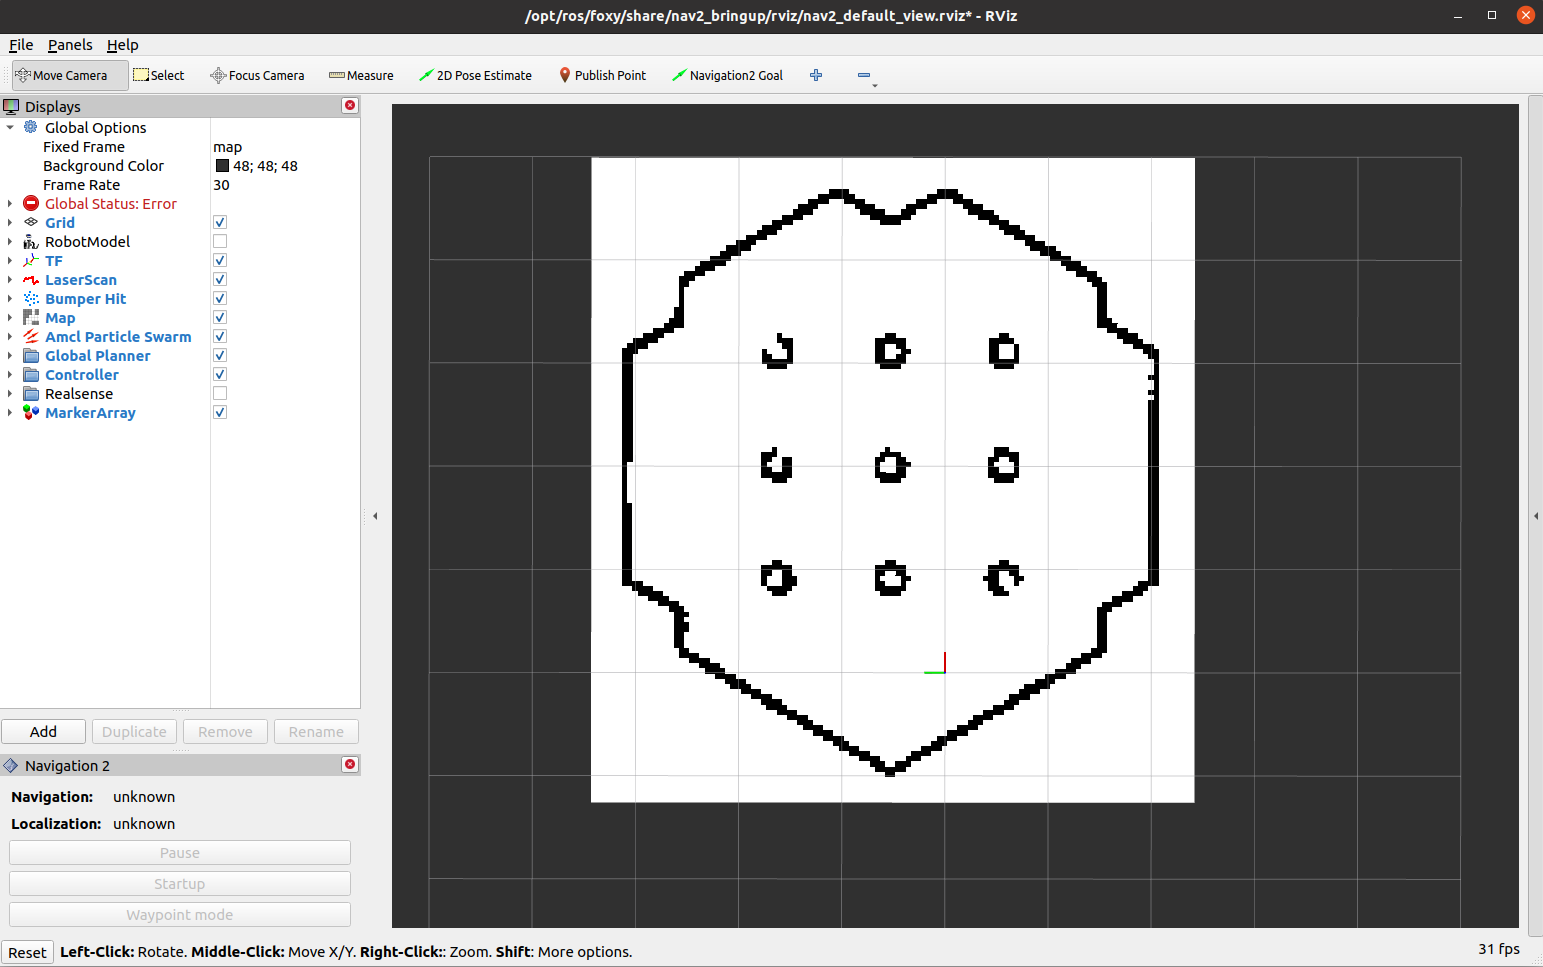 /opt/ros/foxy/share/nav2_bringup/rviz/nav2_default_view.rviz* - RViz
File Panels Help
Move Camera Select Focus Camera Measure 2D Pose Estimate Publish Point Navigation2 Goal
Displays
Global Options
Fixed Frame map
Background Color 48; 48; 48
Frame Rate 30
Global Status: Error
Grid
RobotModel
TF
LaserScan
Bumper Hit
Map
Amcl Particle Swarm
Global Planner
Controller
Realsense
MarkerArray
Add Duplicate Remove Rename
Navigation 2
Navigation: unknown
Localization: unknown
Pause
Startup
Waypoint mode
Reset Left-Click: Rotate. Middle-Click: Move X/Y. Right-Click:: Zoom. Shift: More options. 31 fps